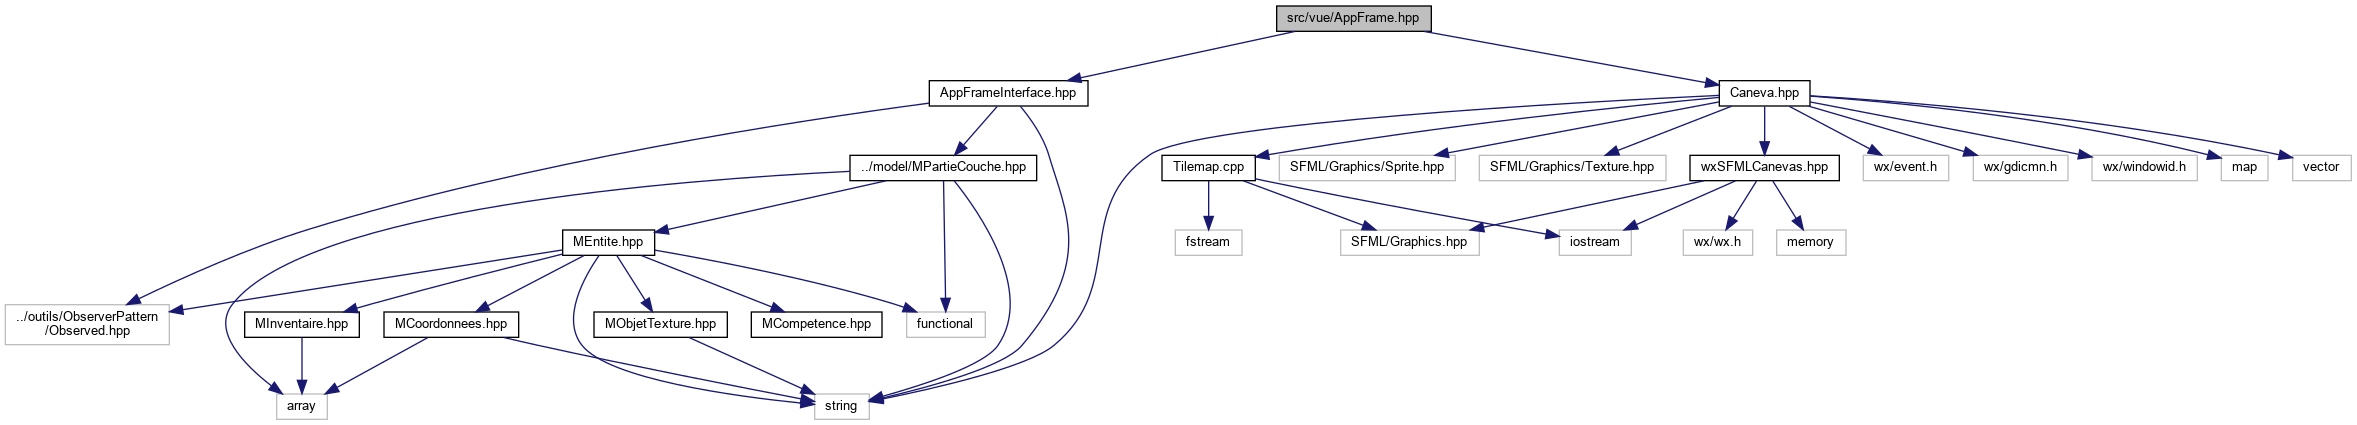 src/vue/AppFrame.hpp
AppFrameInterface.hpp
Caneva.hpp
../model/MPartieCouche.hpp
Tilemap.cpp
SFML/Graphics/Sprite.hpp
SFML/Graphics/Texture.hpp
wxSFMLCanevas.hpp
wx/event.h
wx/gdicmn.h
wx/windowid.h
map
vector
MEntite.hpp
fstream
SFML/Graphics.hpp
iostream
wx/wx.h
memory
../outils/ObserverPattern
/Observed.hpp
MInventaire.hpp
MCoordonnees.hpp
MObjetTexture.hpp
MCompetence.hpp
functional
array
string